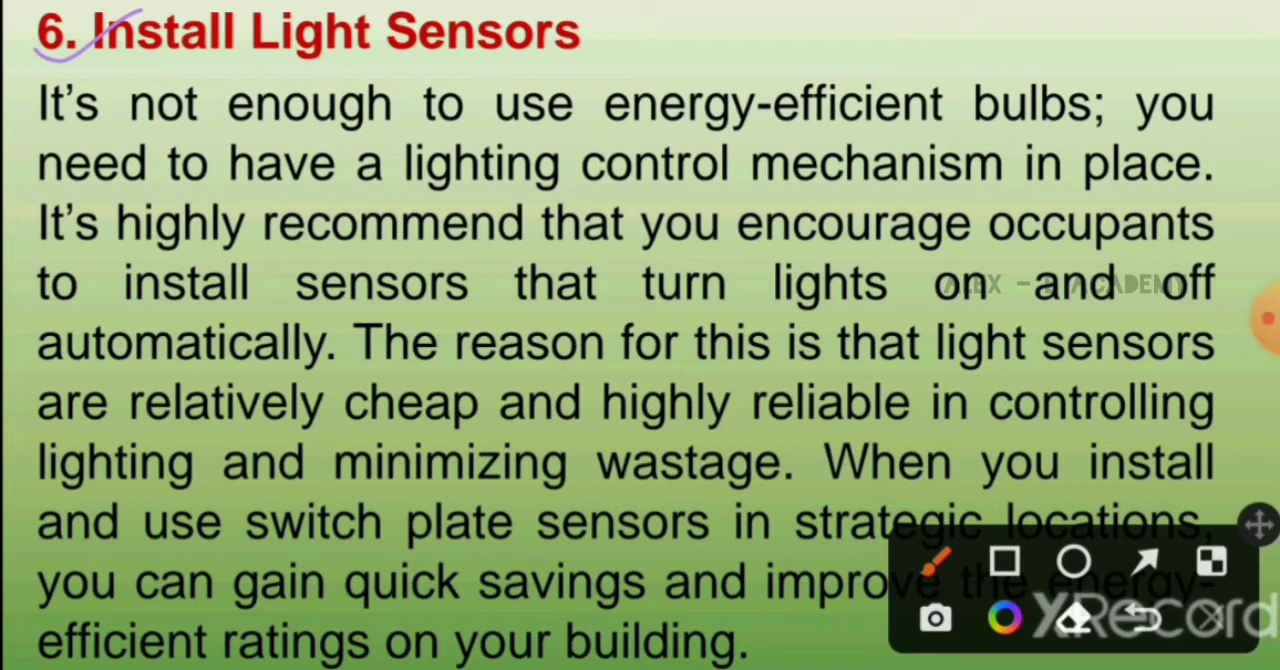 6. Install Light Sensors
It's not enough to use energy-efficient bulbs; you
need to have a lighting control mechanism in place.
It's highly recommend that you encourage occupants
to install sensors that turn lights on and off
automatically. The reason for this is that light sensors
are relatively cheap and highly reliable in controlling
lighting and minimizing wastage. When you install
and use switch plate sensors in strategic locations,
you can gain quick savings and improve the energy-
efficient ratings on your building.
XRecord